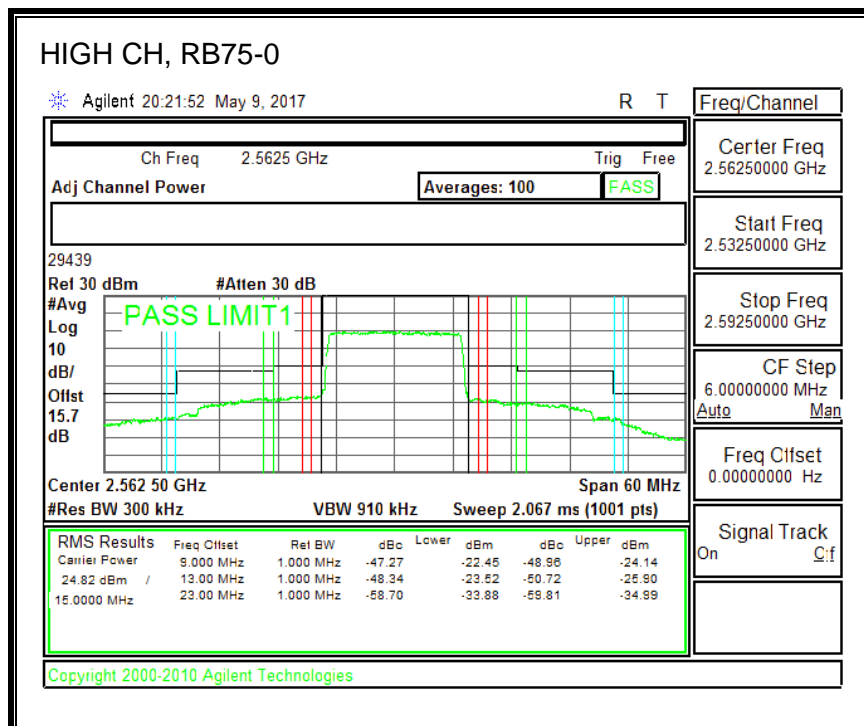 HIGH CH, RB75-0
Agilent 20:21:52 May 9, 2017 R T
Ch Freq 2.5625 GHz Trig Free
Adj Channel Power Averages: 100 PASS
29439
Ref 30 dBm #Atten 30 dB
#Avg
Log
10
dB/
Offst
15.7
dB
PASS LIMIT1
Center 2.562 50 GHz Span 60 MHz
#Res BW 300 kHz VBW 910 kHz Sweep 2.067 ms (1001 pts)
RMS Results Freq Offset Ref BW dBc Lower dBm dBc Upper dBm
Carrier Power 9.000 MHz 1.000 MHz -47.27 -22.45 -48.96 -24.14
24.82 dBm / 13.00 MHz 1.000 MHz -48.34 -23.52 -50.72 -25.90
15.0000 MHz 23.00 MHz 1.000 MHz -58.70 -33.88 -59.81 -34.99
Copyright 2000-2010 Agilent Technologies
Freq/Channel
Center Freq
2.56250000 GHz
Start Freq
2.53250000 GHz
Stop Freq
2.59250000 GHz
CF Step
6.00000000 MHz
Auto Man
Freq Offset
0.00000000 Hz
Signal Track
On Off